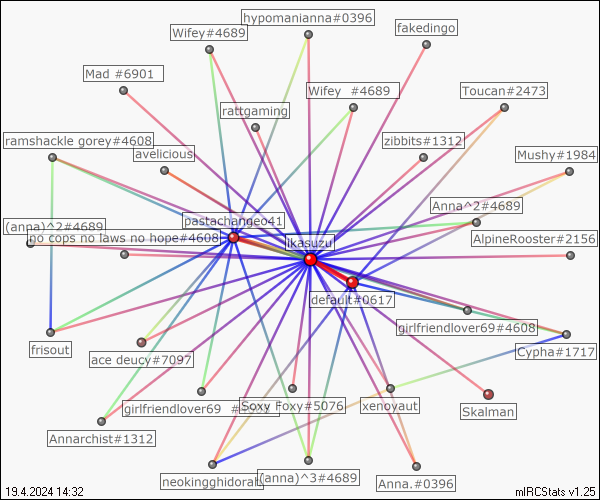 hypomanianna#0396
fakedingo
Wifey#4689
Mad #6901
Wifey #4689
Toucan#2473
rattgaming
ramshackle gorey#4608
zibbits#1312
avelicious
Mushy#1984
Anna^2#4689
pastachangeo41
(anna)^2#4689
no cops no laws no hope#4608
ikasuzu
AlpineRooster#2156
default#0617
girlfriendlover69#4608
frisout
Cypha#1717
ace deucy#7097
girlfriendlover69
Soxy Foxy#5076
xenoyaut
Skalman
Annarchist#1312
neokingghidorah
(anna)^3#4689
Anna.#0396
19.4.2024 14:32
mIRCStats v1.25